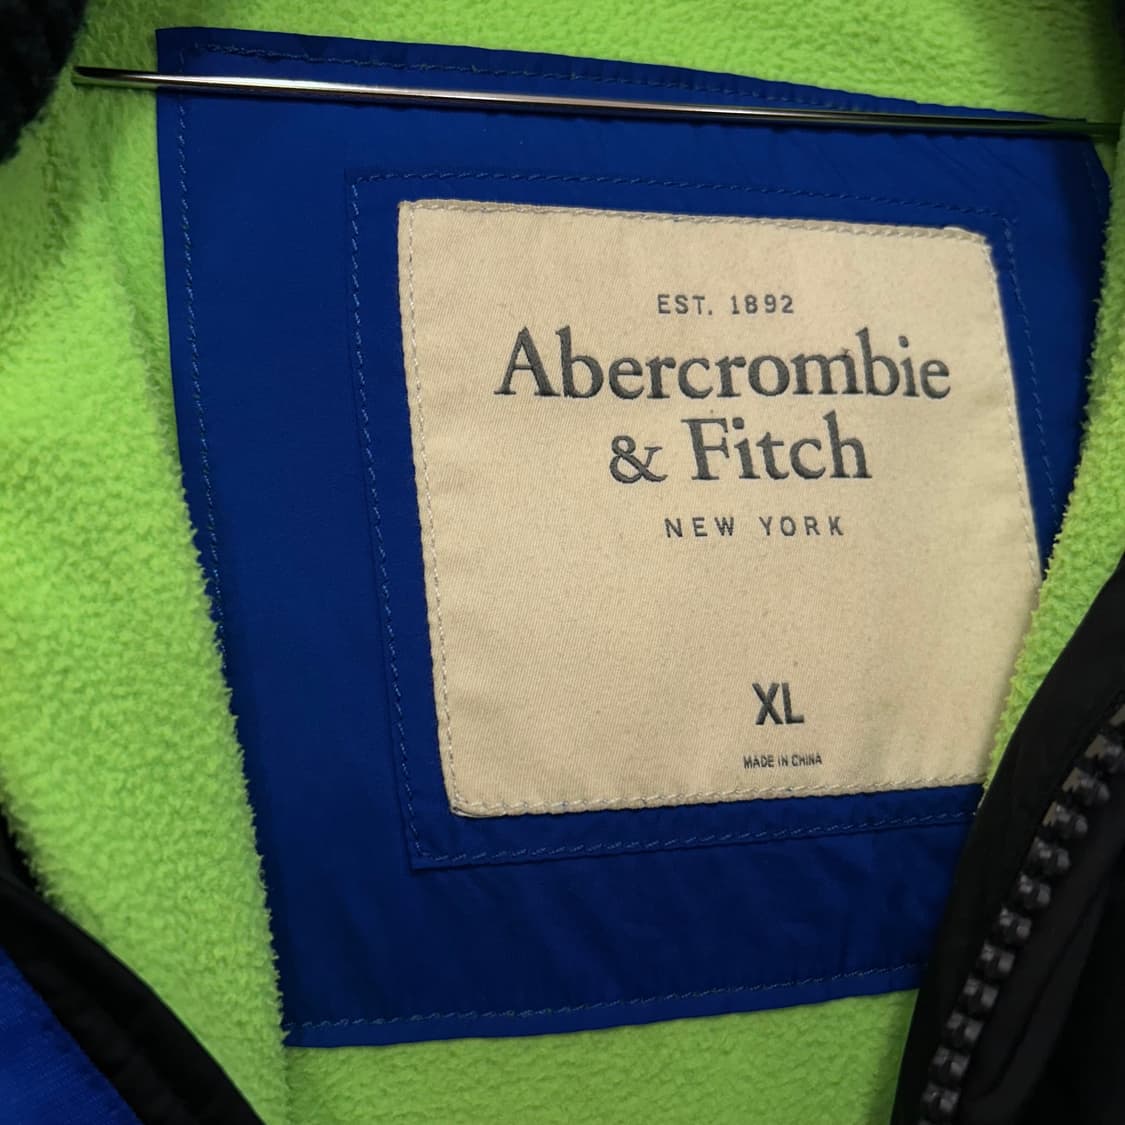 EST. 1892
Abercrombie
& Fitch
NEW YORK
XL
MADE IN CHINA